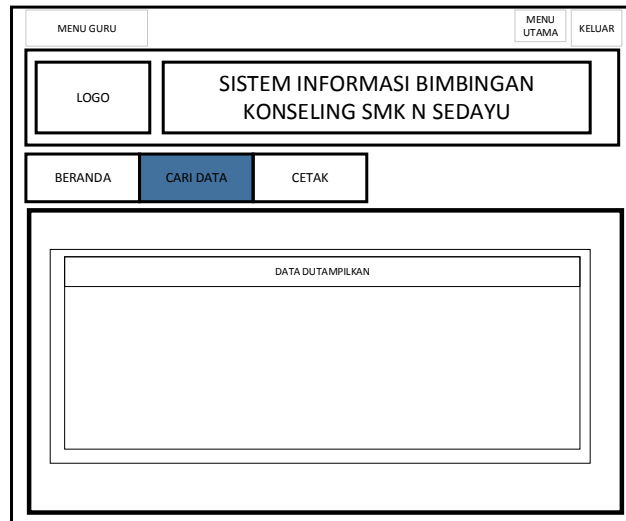 MENU GURU
MENU
UTAMA
KELUAR
LOGO
SISTEM INFORMASI BIMBINGAN
KONSELING SMK N SEDAYU
BERANDA
CARI DATA
CETAK
DATA DUTAMPILKAN